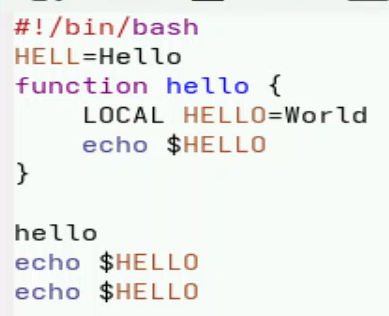 #!/bin/bash
HELL=Hello
function hello {
    LOCAL HELLO=World
    echo $HELLO
}

hello
echo $HELLO
echo $HELLO